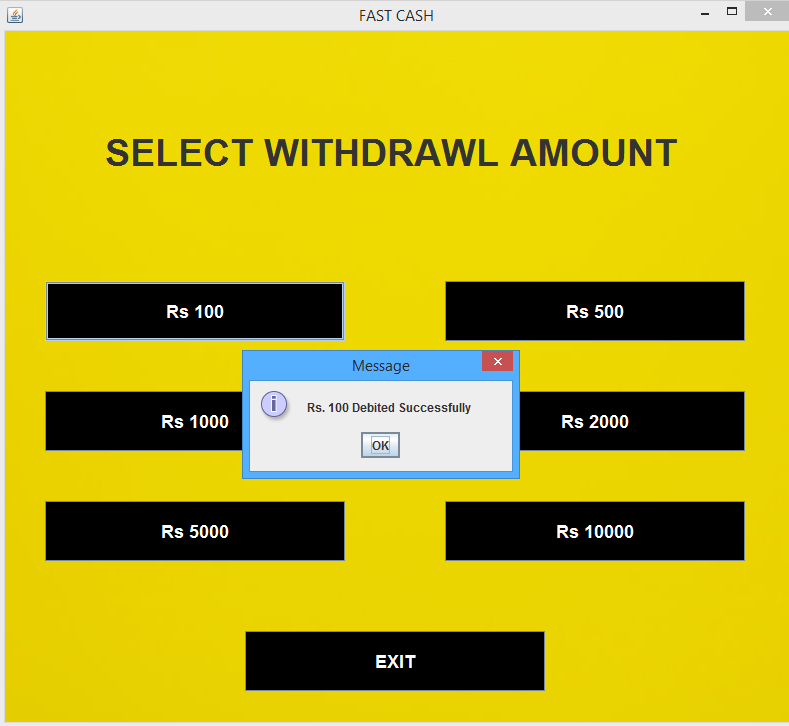 FAST CASH
SELECT WITHDRAWL AMOUNT
Rs 100
Rs 500
Message
Rs. 100 Debited Successfully
OK
Rs 1000
Rs 2000
Rs 5000
Rs 10000
EXIT